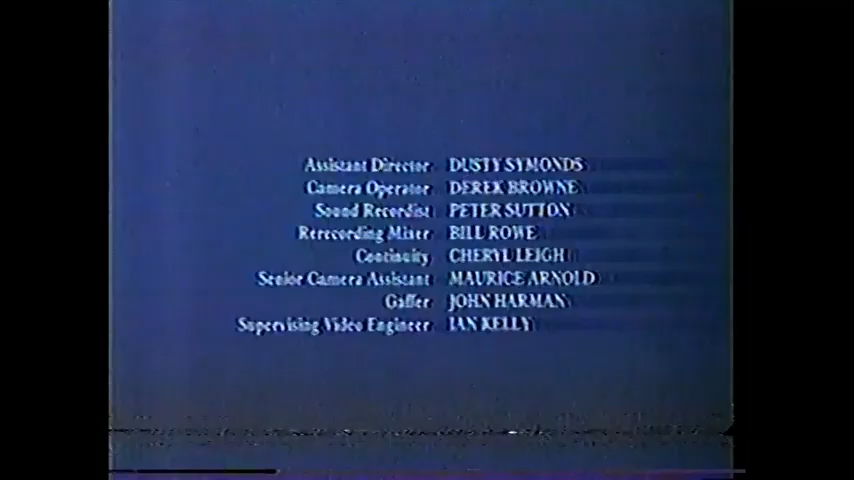 Assistant Director DUSTY SYMONDS
Camera Operator DEREK BROWNE
Sound Recordist PETER SUTTON
Rerecording Mixer BILL ROWE
Continuity CHERYL LEIGH
Senior Camera Assistant MAURICE ARNOLD
Gaffer JOHN HARMAN
Supervising Video Engineer IAN KELLY